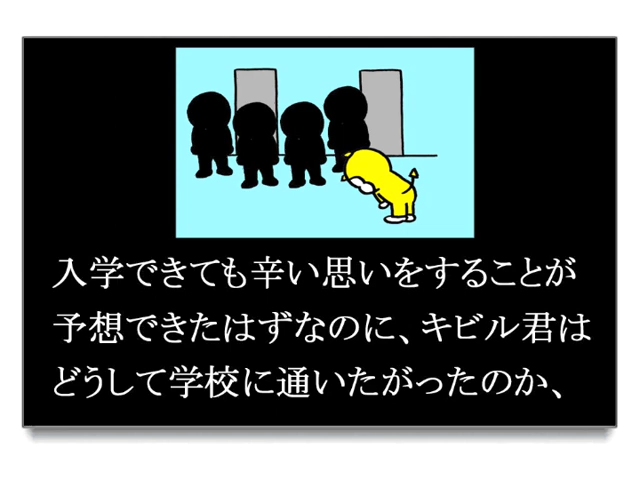 入学できても辛い思いをすることが
予想できたはずなのに、キビル君は
どうして学校に通いたがったのか、